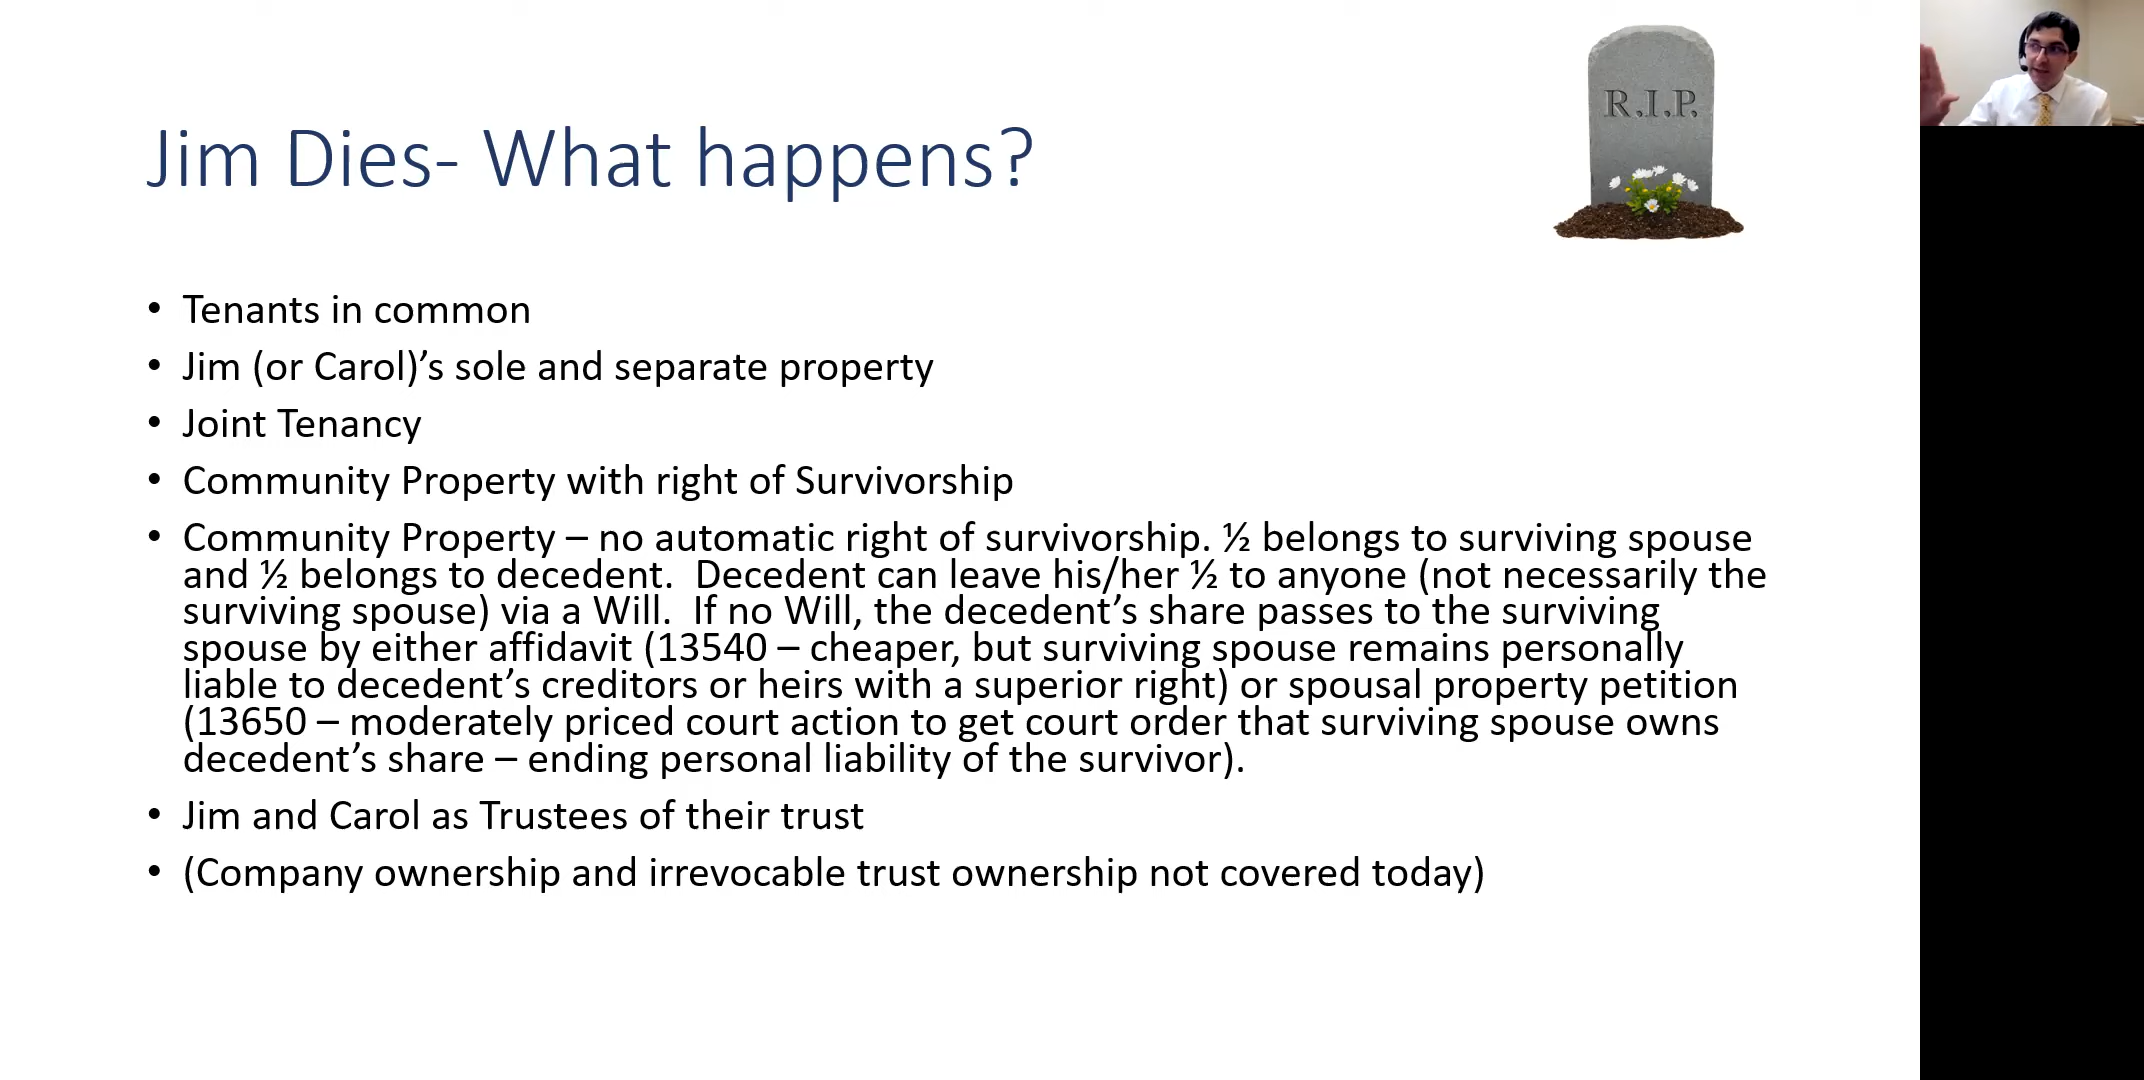 R.I.P.
Jim Dies- What happens?
• Tenants in common
• Jim (or Carol)’s sole and separate property
• Joint Tenancy
• Community Property with right of Survivorship
• Community Property – no automatic right of survivorship. ½ belongs to surviving spouse
and ½ belongs to decedent.  Decedent can leave his/her ½ to anyone (not necessarily the
surviving spouse) via a Will.  If no Will, the decedent’s share passes to the surviving
spouse by either affidavit (13540 – cheaper, but surviving spouse remains personally
liable to decedent’s creditors or heirs with a superior right) or spousal property petition
(13650 – moderately priced court action to get court order that surviving spouse owns
decedent’s share – ending personal liability of the survivor).
• Jim and Carol as Trustees of their trust
• (Company ownership and irrevocable trust ownership not covered today)